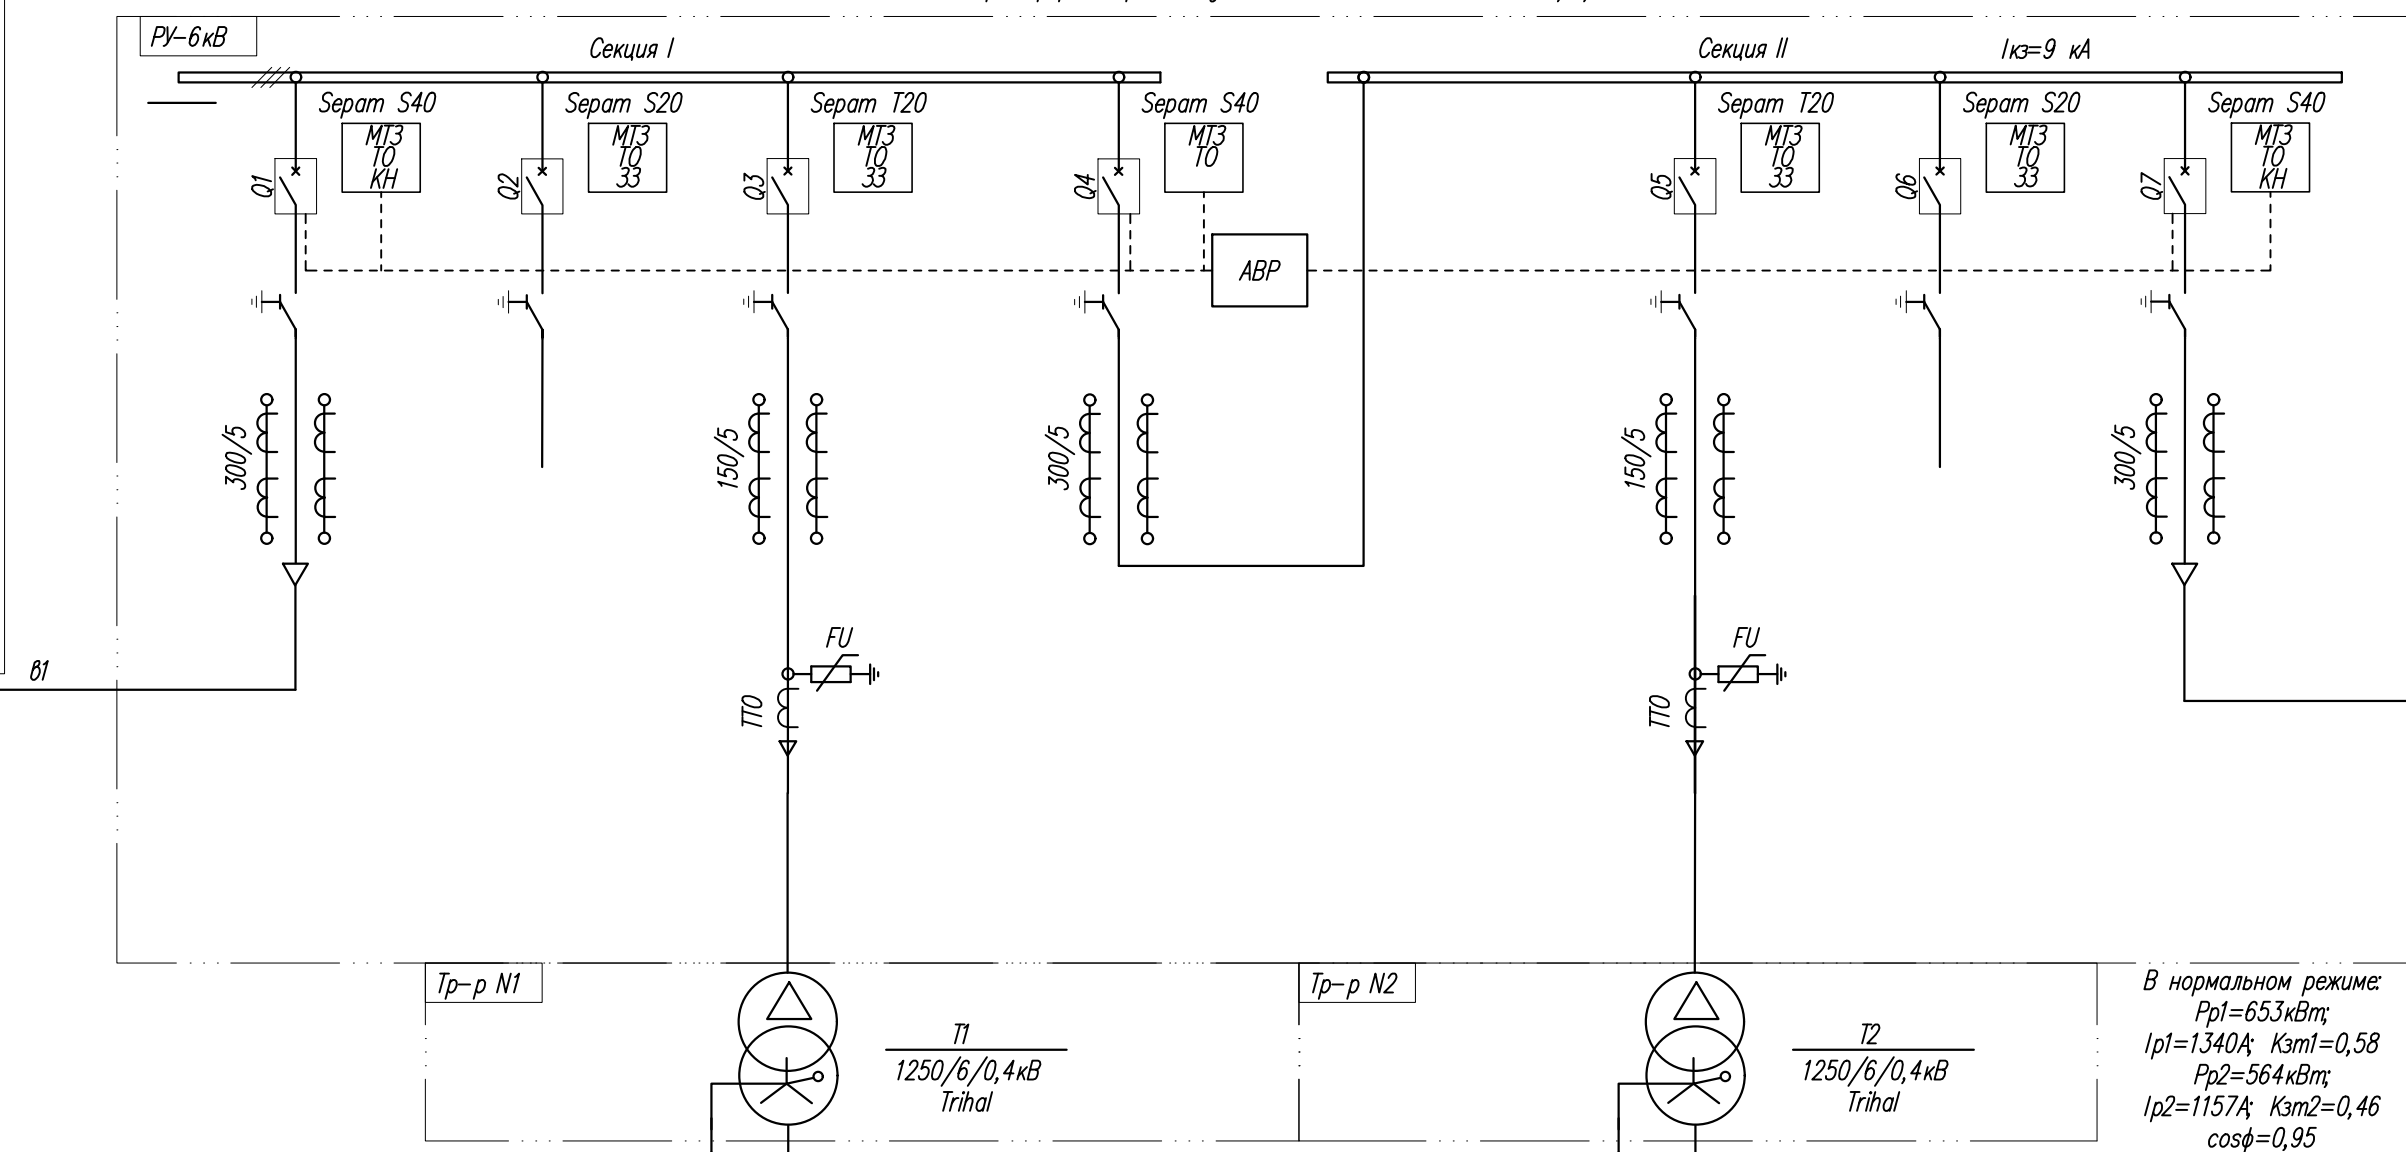 РУ-6кВ
Секция I
Секция II
Iкз=9 кА
Sepam S40
Sepam S20
Sepam T20
Sepam S40
Sepam T20
Sepam S20
Sepam S40
МТЗ
ТО
КН
МТЗ
ТО
ЗЗ
МТЗ
ТО
ЗЗ
МТЗ
ТО
МТЗ
ТО
ЗЗ
МТЗ
ТО
ЗЗ
МТЗ
ТО
КН
Q1
Q2
Q3
Q4
Q5
Q6
Q7
АВР
300/5
150/5
300/5
150/5
300/5
FU
FU
в1
ТТО
ТТО
Тр-р N1
Тр-р N2
T1
1250/6/0,4кВ
Trihal
T2
1250/6/0,4кВ
Trihal
В нормальном режиме:
Рр1=653кВт;
Iр1=1340А; Кзт1=0,58
Рр2=564кВт;
Iр2=1157А; Кзт2=0,46
cosϕ=0,95